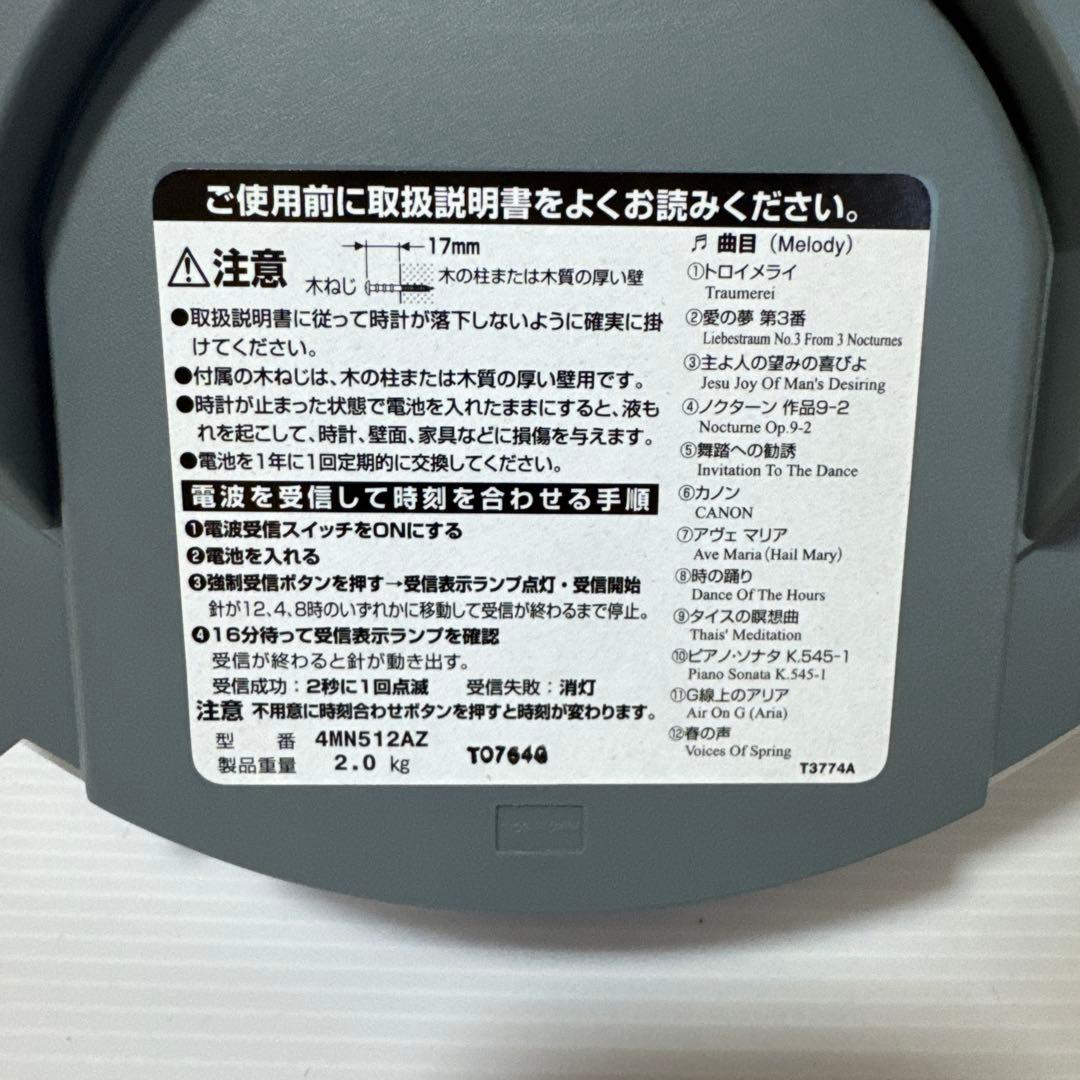 ご使用前に取扱説明書をよくお読みください。
⚠注意
17mm
木ねじ
木の柱または木質の厚い壁
●取扱説明書に従って時計が落下しないように確実に掛
けてください。
●付属の木ねじは、木の柱または木質の厚い壁用です。
●時計が止まった状態で電池を入れたままにすると、液も
れを起こして、時計、壁面、家具などに損傷を与えます。
●電池を1年に1回定期的に交換してください。
電波を受信して時刻を合わせる手順
❶電波受信スイッチをONにする
❷電池を入れる
❸強制受信ボタンを押す→受信表示ランプ点灯・受信開始
針が12、4、8時のいずれかに移動して受信が終わるまで停止。
❹16分待って受信表示ランプを確認
受信が終わると針が動き出す。
受信成功：2秒に1回点滅 受信失敗：消灯
注意 不用意に時刻合わせボタンを押すと時刻が変わります。
型 番 4MN512AZ
製品重量 2.0 kg
TO764G
♬ 曲目（Melody）
①トロイメライ
Traumerei
②愛の夢 第3番
Liebestraum No.3 From 3 Nocturnes
③主よ人の望みの喜びよ
Jesu Joy Of Man's Desiring
④ノクターン 作品9-2
Nocturne Op.9-2
⑤舞踏への勧誘
Invitation To The Dance
⑥カノン
CANON
⑦アヴェ マリア
Ave Maria (Hail Mary)
⑧時の踊り
Dance Of The Hours
⑨タイスの瞑想曲
Thais' Meditation
⑩ピアノ・ソナタ K.545-1
Piano Sonata K.545-1
⑪G線上のアリア
Air On G (Aria)
⑫春の声
Voices Of Spring
T3774A